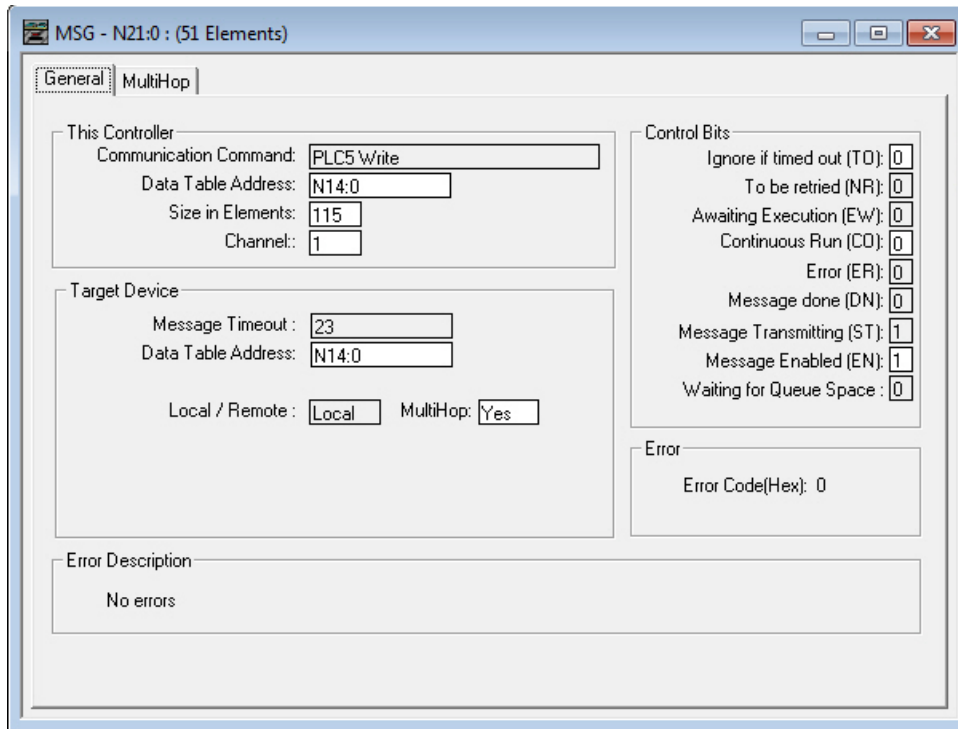 MSG - N21:0 : (51 Elements)
General MultiHop
This Controller
Communication Command: PLC5 Write
Data Table Address: N14:0
Size in Elements: 115
Channel:: 1
Target Device
Message Timeout : 23
Data Table Address: N14:0
Local / Remote : Local MultiHop: Yes
Control Bits
Ignore if timed out (TO): 0
To be retried (NR): 0
Awaiting Execution (EW): 0
Continuous Run (CO): 0
Error (ER): 0
Message done (DN): 0
Message Transmitting (ST): 1
Message Enabled (EN): 1
Waiting for Queue Space : 0
Error
Error Code(Hex): 0
Error Description
No errors